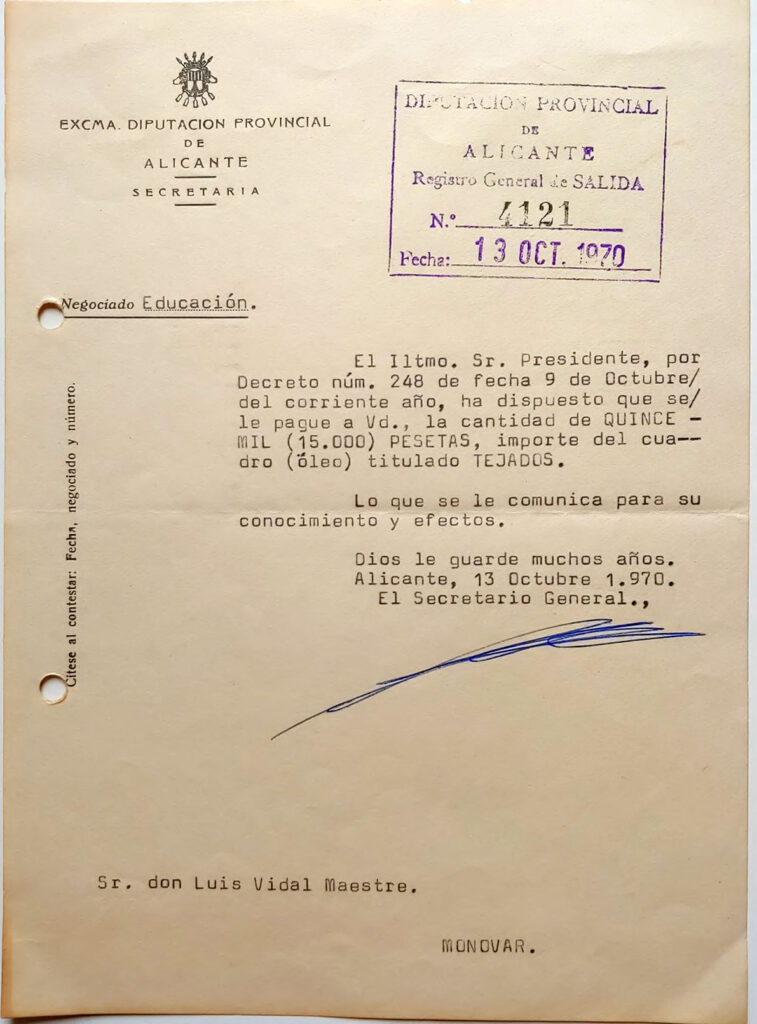 EXCMA. DIPUTACION PROVINCIAL
DE
ALICANTE
SECRETARIA
DIPUTACION PROVINCIAL
DE
ALICANTE
Registro General de SALIDA
N.º 4121
Fecha: 13 OCT. 1970
Negociado Educación.
El Iltmo. Sr. Presidente, por
Decreto núm. 248 de fecha 9 de Octubre/
del corriente año, ha dispuesto que se/
le pague a Vd., la cantidad de QUINCE -
MIL (15.000) PESETAS, importe del cua--
dro (óleo) titulado TEJADOS.
Lo que se le comunica para su
conocimiento y efectos.
Dios le guarde muchos años.
Alicante, 13 Octubre 1.970.
El Secretario General.,
Cítese al contestar: Fecha, negociado y número.
Sr. don Luis Vidal Maestre.
MONOVAR.